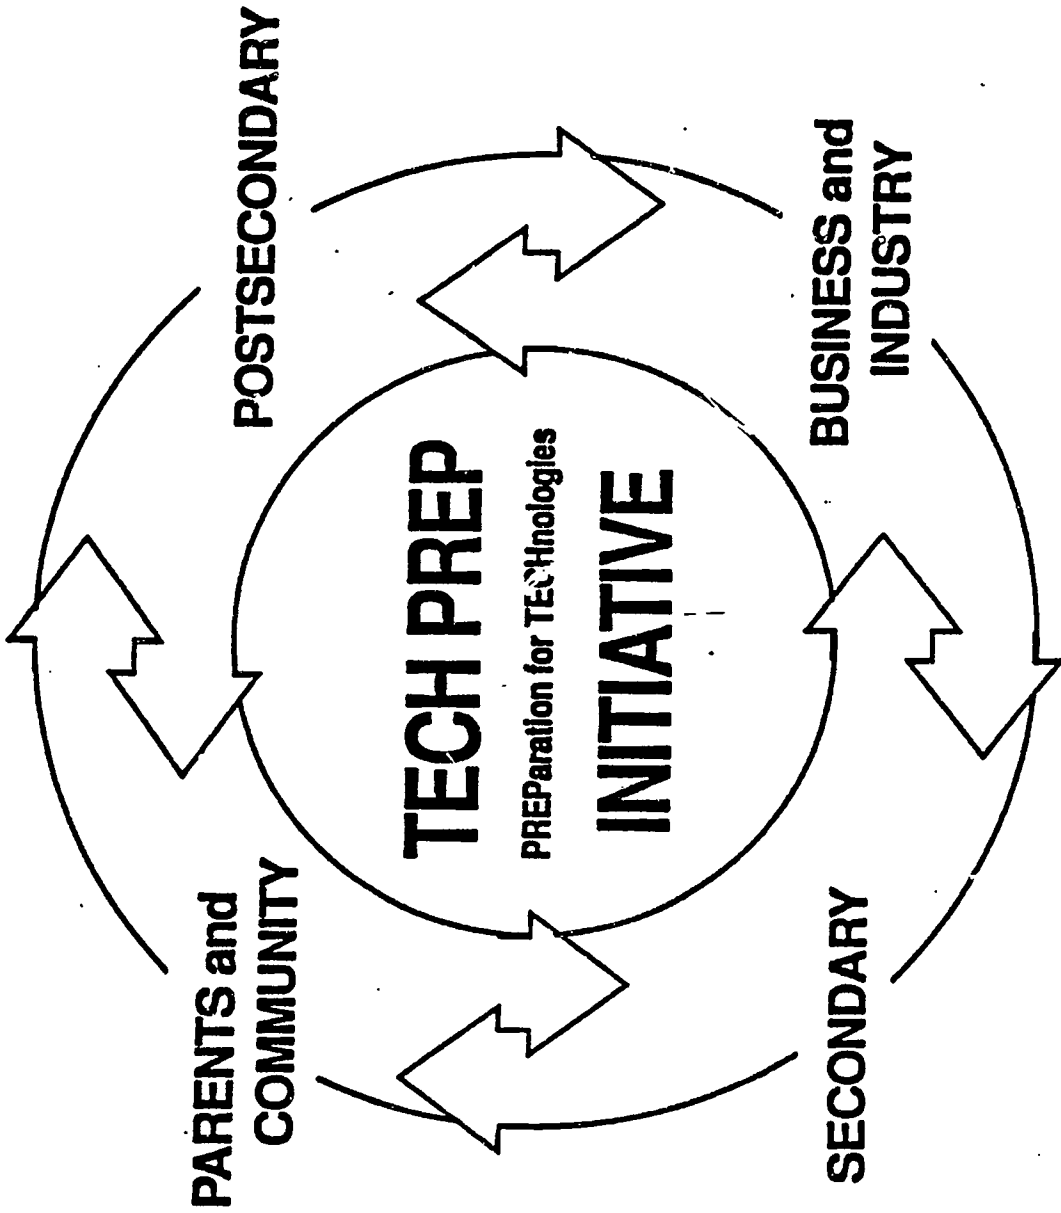 PARENTS and
COMMUNITY
POSTSECONDARY
TECH PREP
PREParation for TECHnologies
INITIATIVE
SECONDARY
BUSINESS and
INDUSTRY